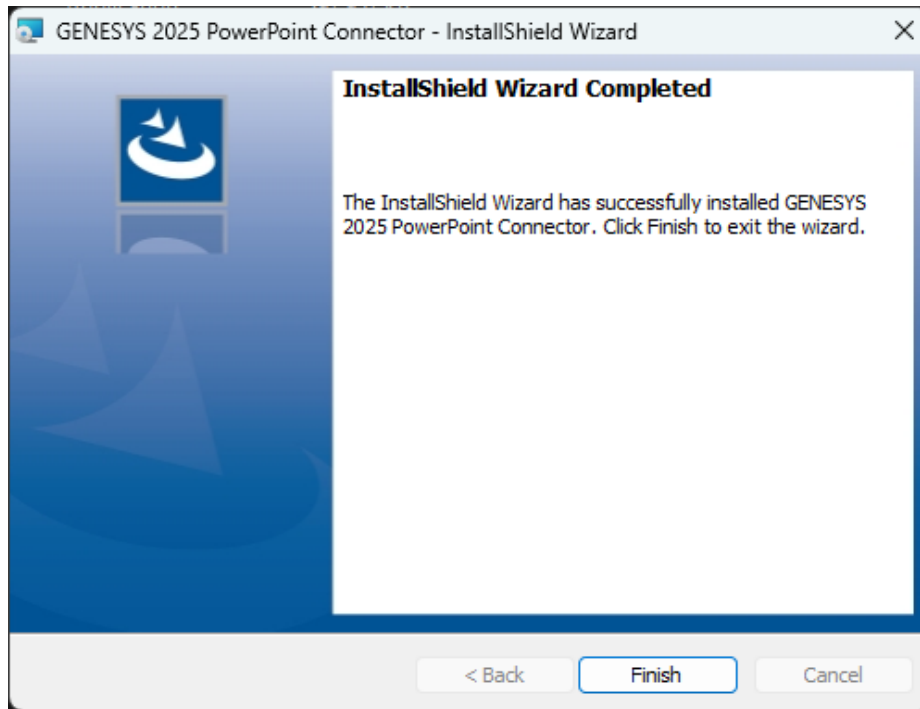 GENESYS 2025 PowerPoint Connector - InstallShield Wizard
InstallShield Wizard Completed
The InstallShield Wizard has successfully installed GENESYS
2025 PowerPoint Connector. Click Finish to exit the wizard.
< Back
Finish
Cancel